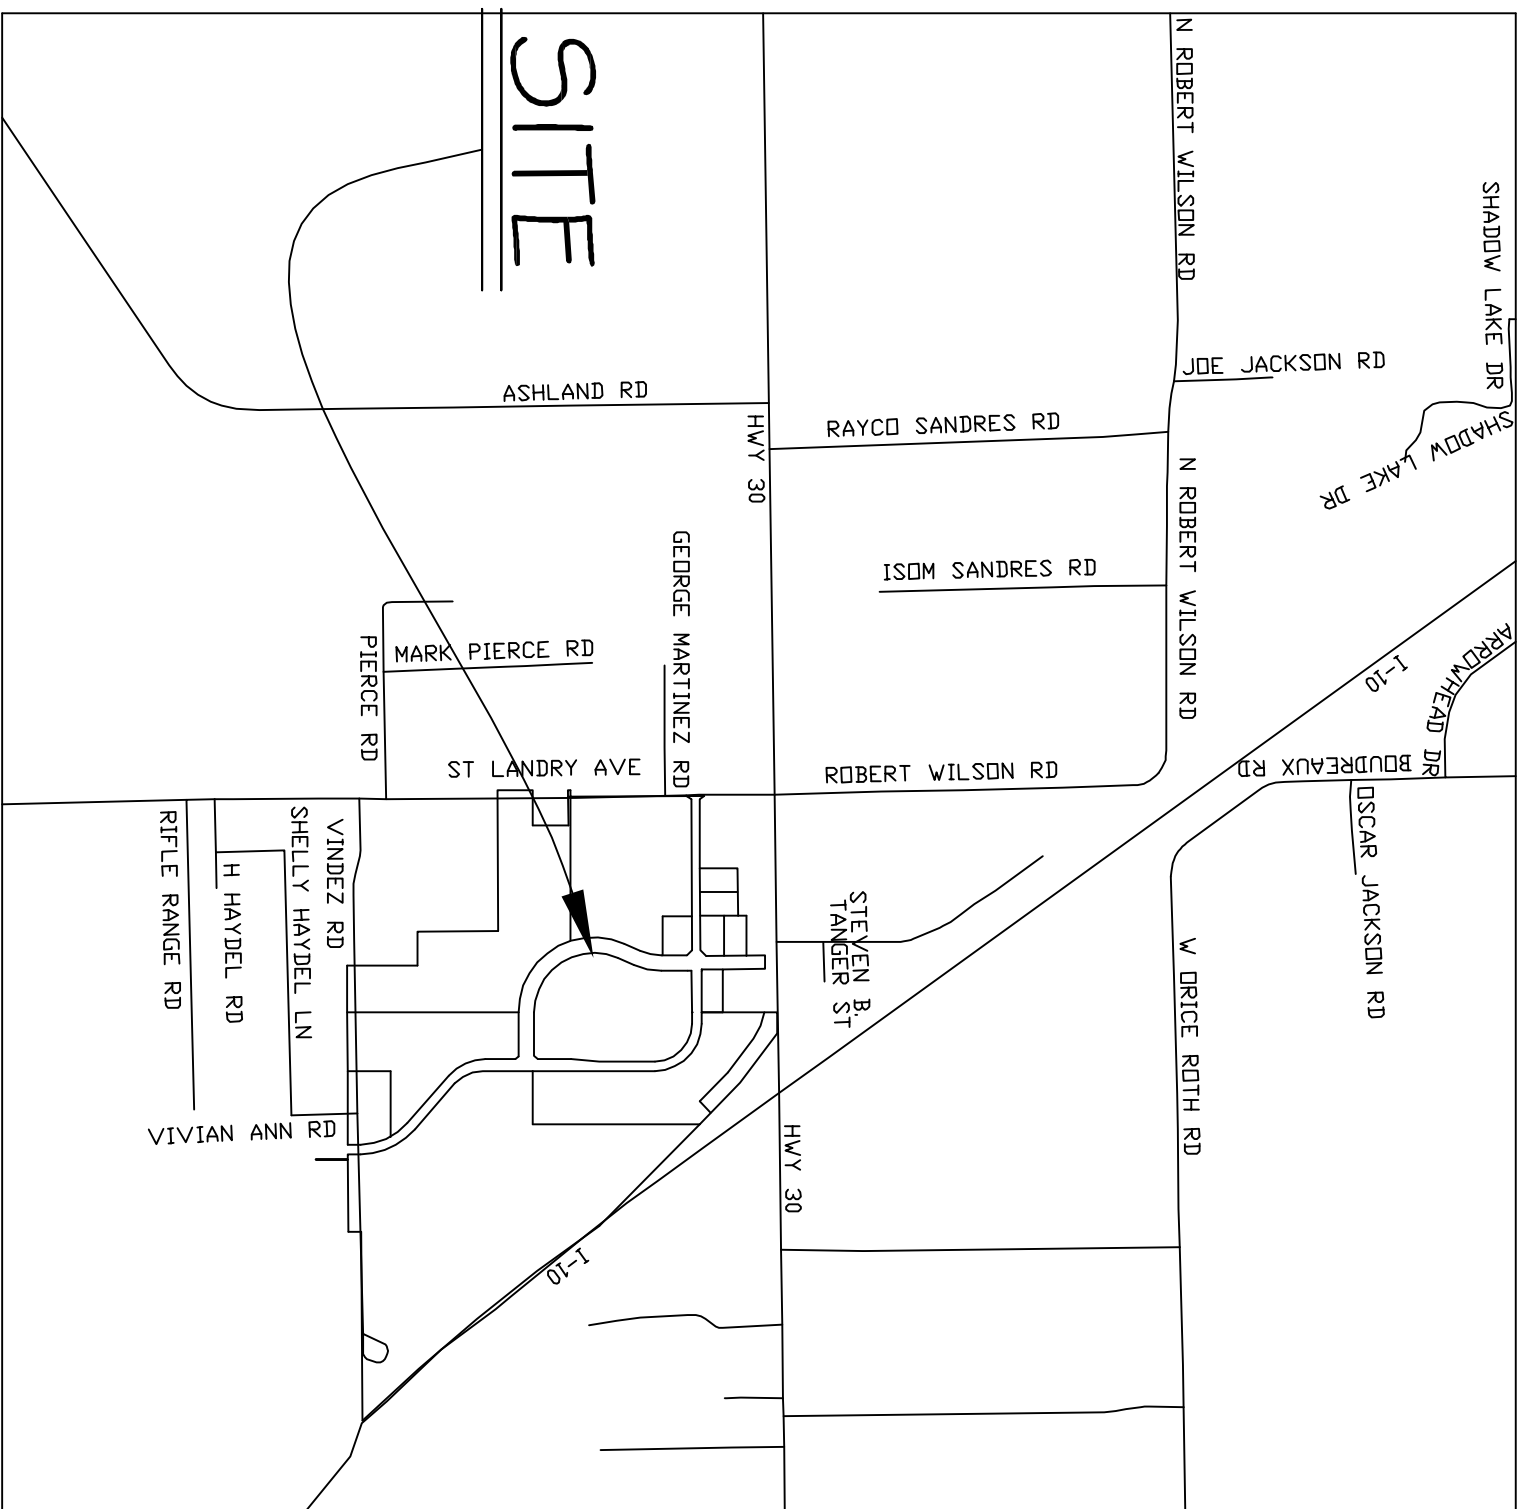 SITE
N ROBERT WILSON RD
SHADOW LAKE DR
JOE JACKSON RD
ASHLAND RD
HWY 30
RAYCO SANDRES RD
SHADOW LAKE DR
N ROBERT WILSON RD
GEORGE MARTINEZ RD
ISOM SANDRES RD
PIERCE RD
MARK PIERCE RD
I-10
ARROWHEAD DR
ST LANDRY AVE
ROBERT WILSON RD
BOUDREAUX RD
OSCAR JACKSON RD
RIFLE RANGE RD
H HAYDEL RD
SHELLY HAYDEL LN
VINDEZ RD
STEVEN B.
TANGER ST
W ORICE ROTH RD
VIVIAN ANN RD
HWY 30
I-10